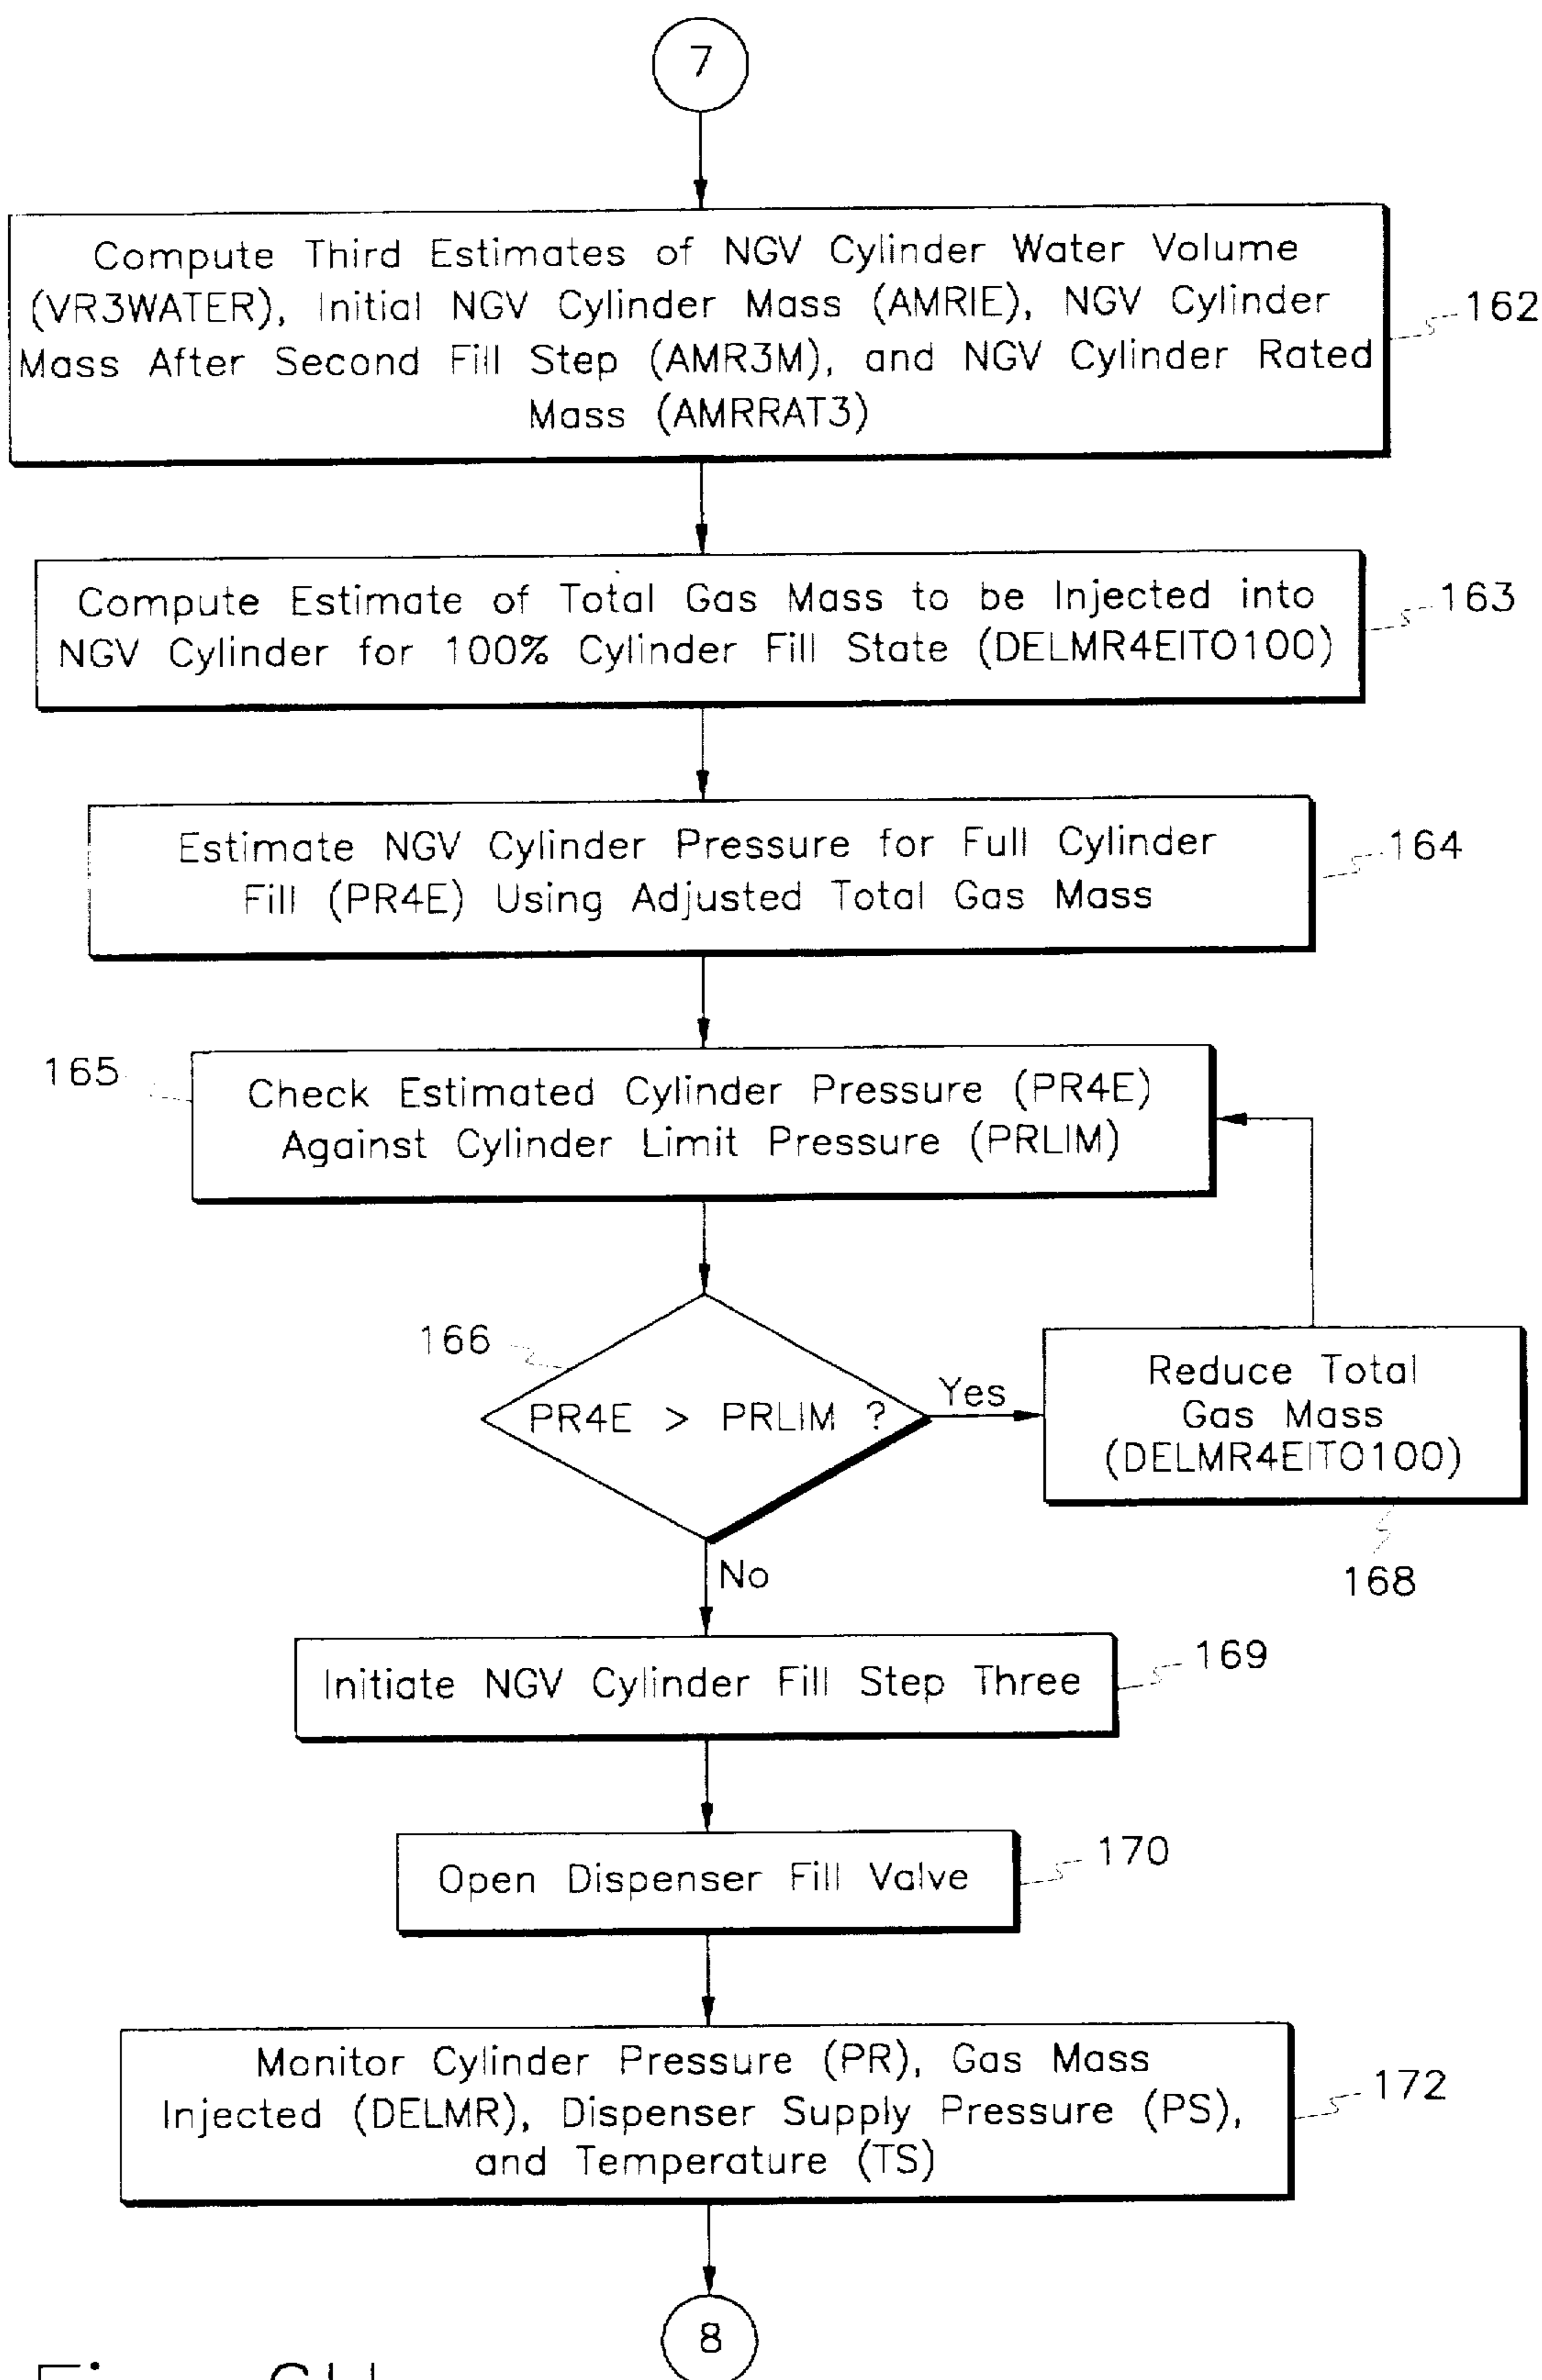 7
Compute Third Estimates of NGV Cylinder Water Volume
(VR3WATER), Initial NGV Cylinder Mass (AMRIE), NGV Cylinder
Mass After Second Fill Step (AMR3M), and NGV Cylinder Rated
Mass (AMRRAT3)
162
Compute Estimate of Total Gas Mass to be Injected into
NGV Cylinder for 100% Cylinder Fill State (DELMR4EITO100)
163
Estimate NGV Cylinder Pressure for Full Cylinder
Fill (PR4E) Using Adjusted Total Gas Mass
164
165
Check Estimated Cylinder Pressure (PR4E)
Against Cylinder Limit Pressure (PRLIM)
166
PR4E > PRLIM ?
Yes
Reduce Total
Gas Mass
(DELMR4EITO100)
168
No
Initiate NGV Cylinder Fill Step Three
169
Open Dispenser Fill Valve
170
Monitor Cylinder Pressure (PR), Gas Mass
Injected (DELMR), Dispenser Supply Pressure (PS),
and Temperature (TS)
172
8